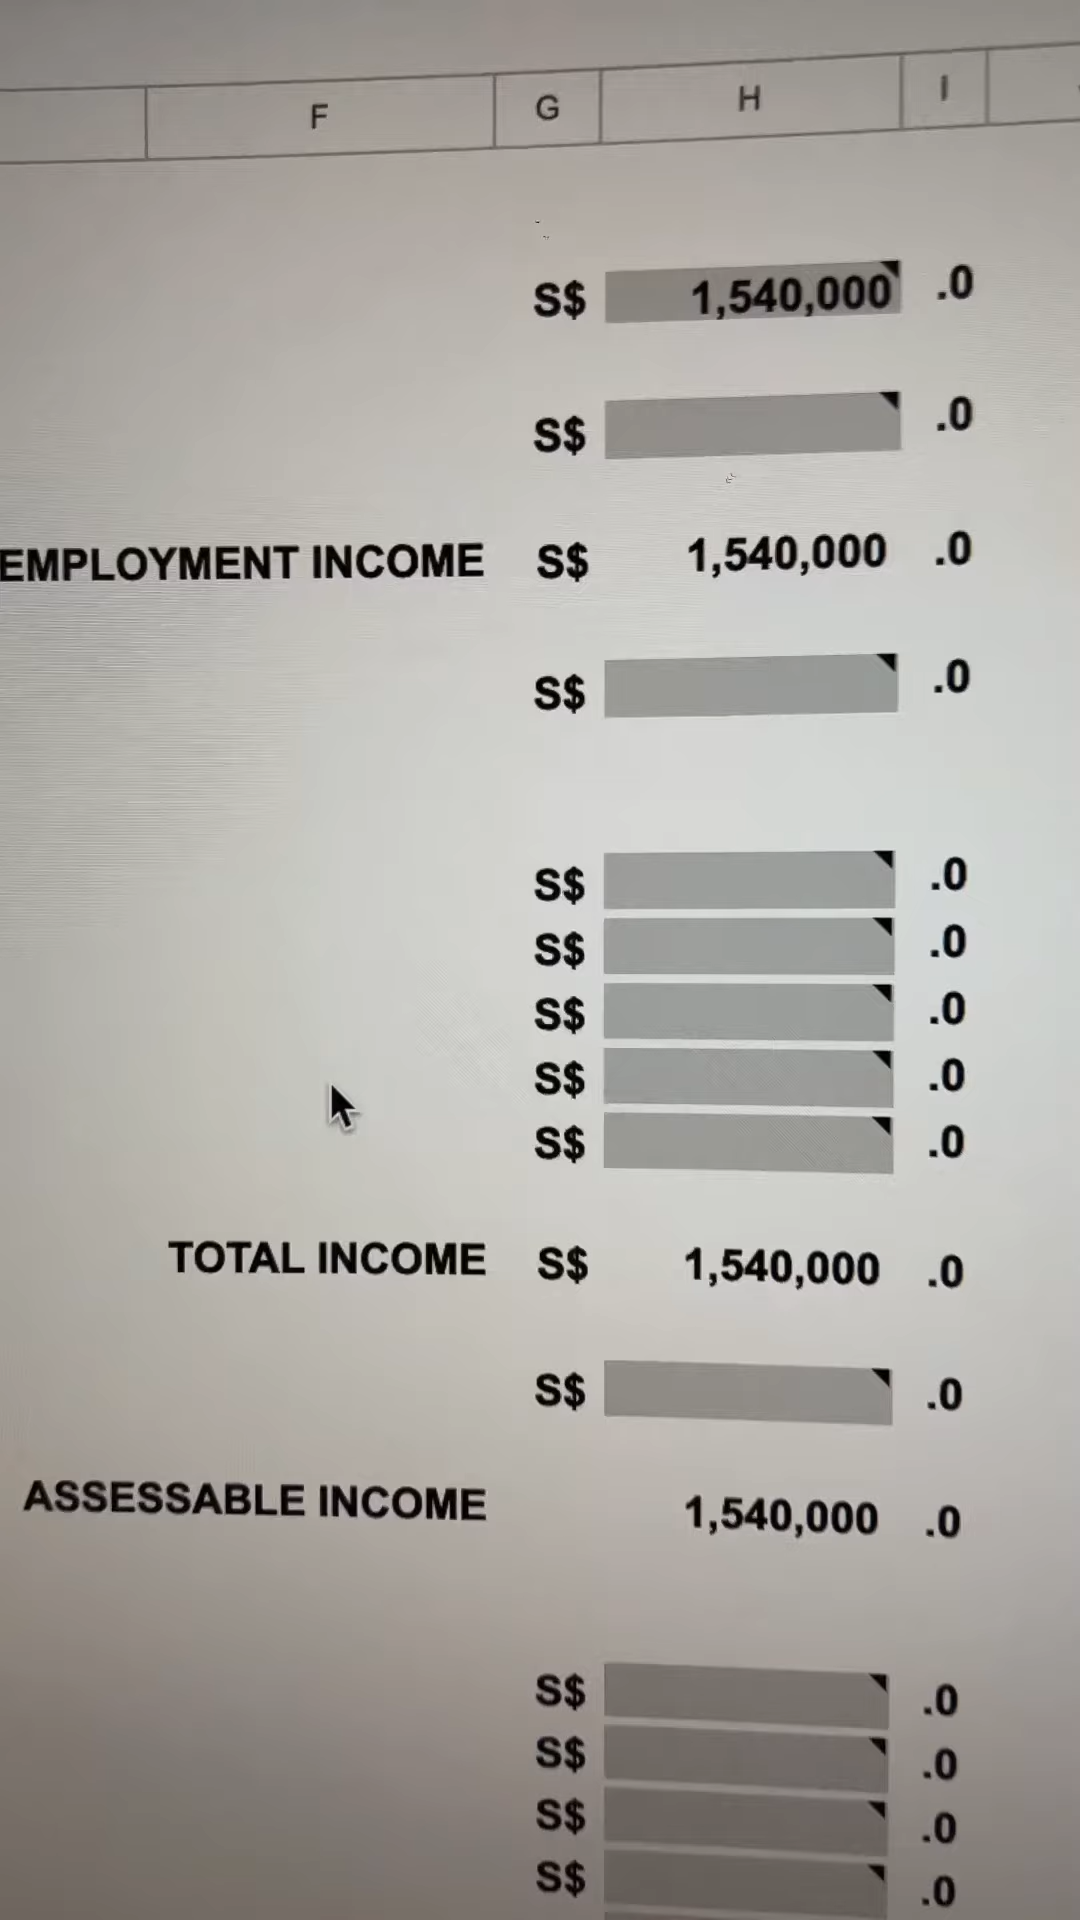 F G H I
S$ 1,540,000 .0
S$ .0
EMPLOYMENT INCOME S$ 1,540,000 .0
S$ .0
S$ .0
S$ .0
S$ .0
S$ .0
S$ .0
TOTAL INCOME S$ 1,540,000 .0
S$ .0
ASSESSABLE INCOME 1,540,000 .0
S$ .0
S$ .0
S$ .0
S$ .0